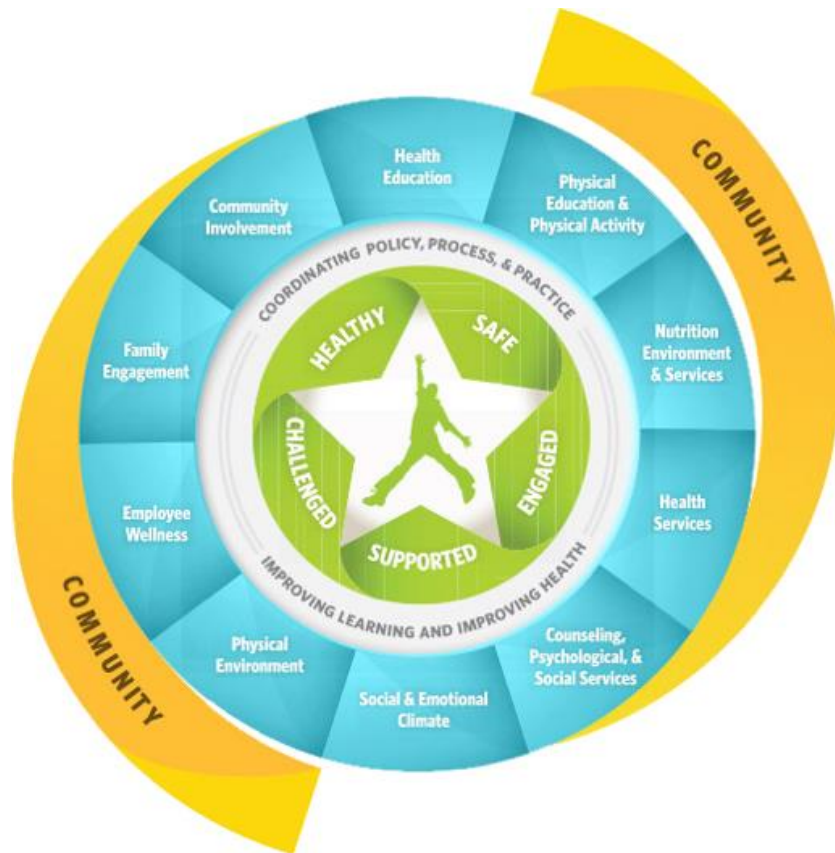 COMMUNITY
Health
Education
Physical
Education &
Physical Activity
Nutrition
Environment
& Services
Health
Services
Counseling,
Psychological, &
Social Services
Social & Emotional
Climate
Physical
Environment
Employee
Wellness
Family
Engagement
Community
Involvement
COORDINATING POLICY, PROCESS, & PRACTICE
IMPROVING LEARNING AND IMPROVING HEALTH
HEALTHY
SAFE
ENGAGED
SUPPORTED
CHALLENGED
COMMUNITY